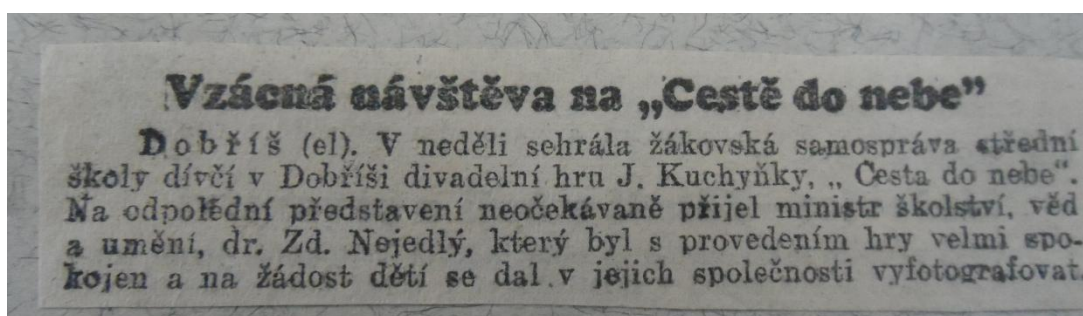 Vzácná návštěva na „Cestě do nebe"
Dobříš (el). V neděli sehrála žákovská samospráva střední
školy dívčí v Dobříši divadelní hru J. Kuchyňky, „ Cesta do nebe".
Na odpolední představení neočekávaně přijel ministr školství, věd
a umění, dr. Zd. Nejedlý, který byl s provedením hry velmi spo-
kojen a na žádost dětí se dal v jejich společnosti vyfotografovat.